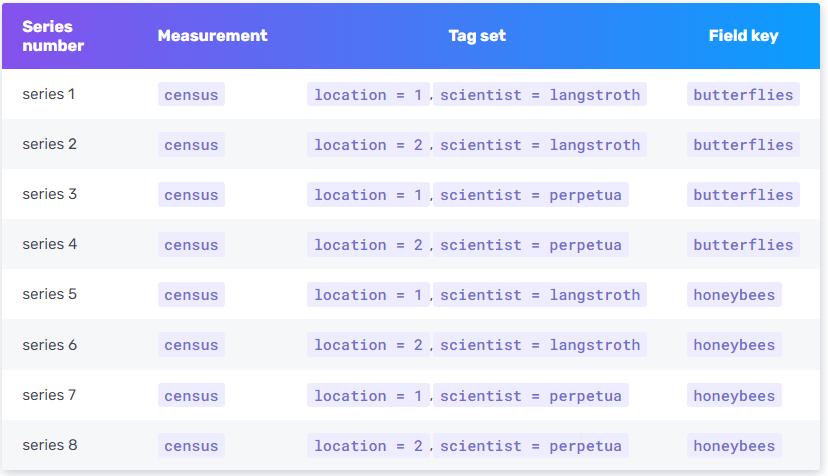 Series number Measurement Tag set Field key
series 1 census location = 1,scientist = langstroth butterflies
series 2 census location = 2,scientist = langstroth butterflies
series 3 census location = 1,scientist = perpetua butterflies
series 4 census location = 2,scientist = perpetua butterflies
series 5 census location = 1,scientist = langstroth honeybees
series 6 census location = 2,scientist = langstroth honeybees
series 7 census location = 1,scientist = perpetua honeybees
series 8 census location = 2,scientist = perpetua honeybees